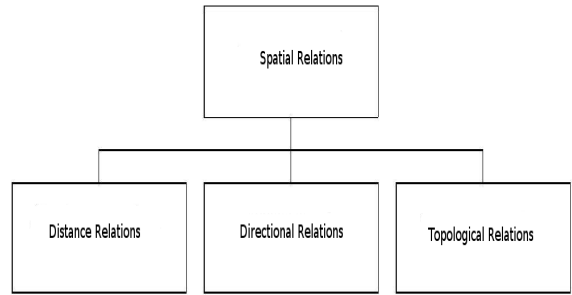 Spatial Relations
Distance Relations
Directional Relations
Topological Relations